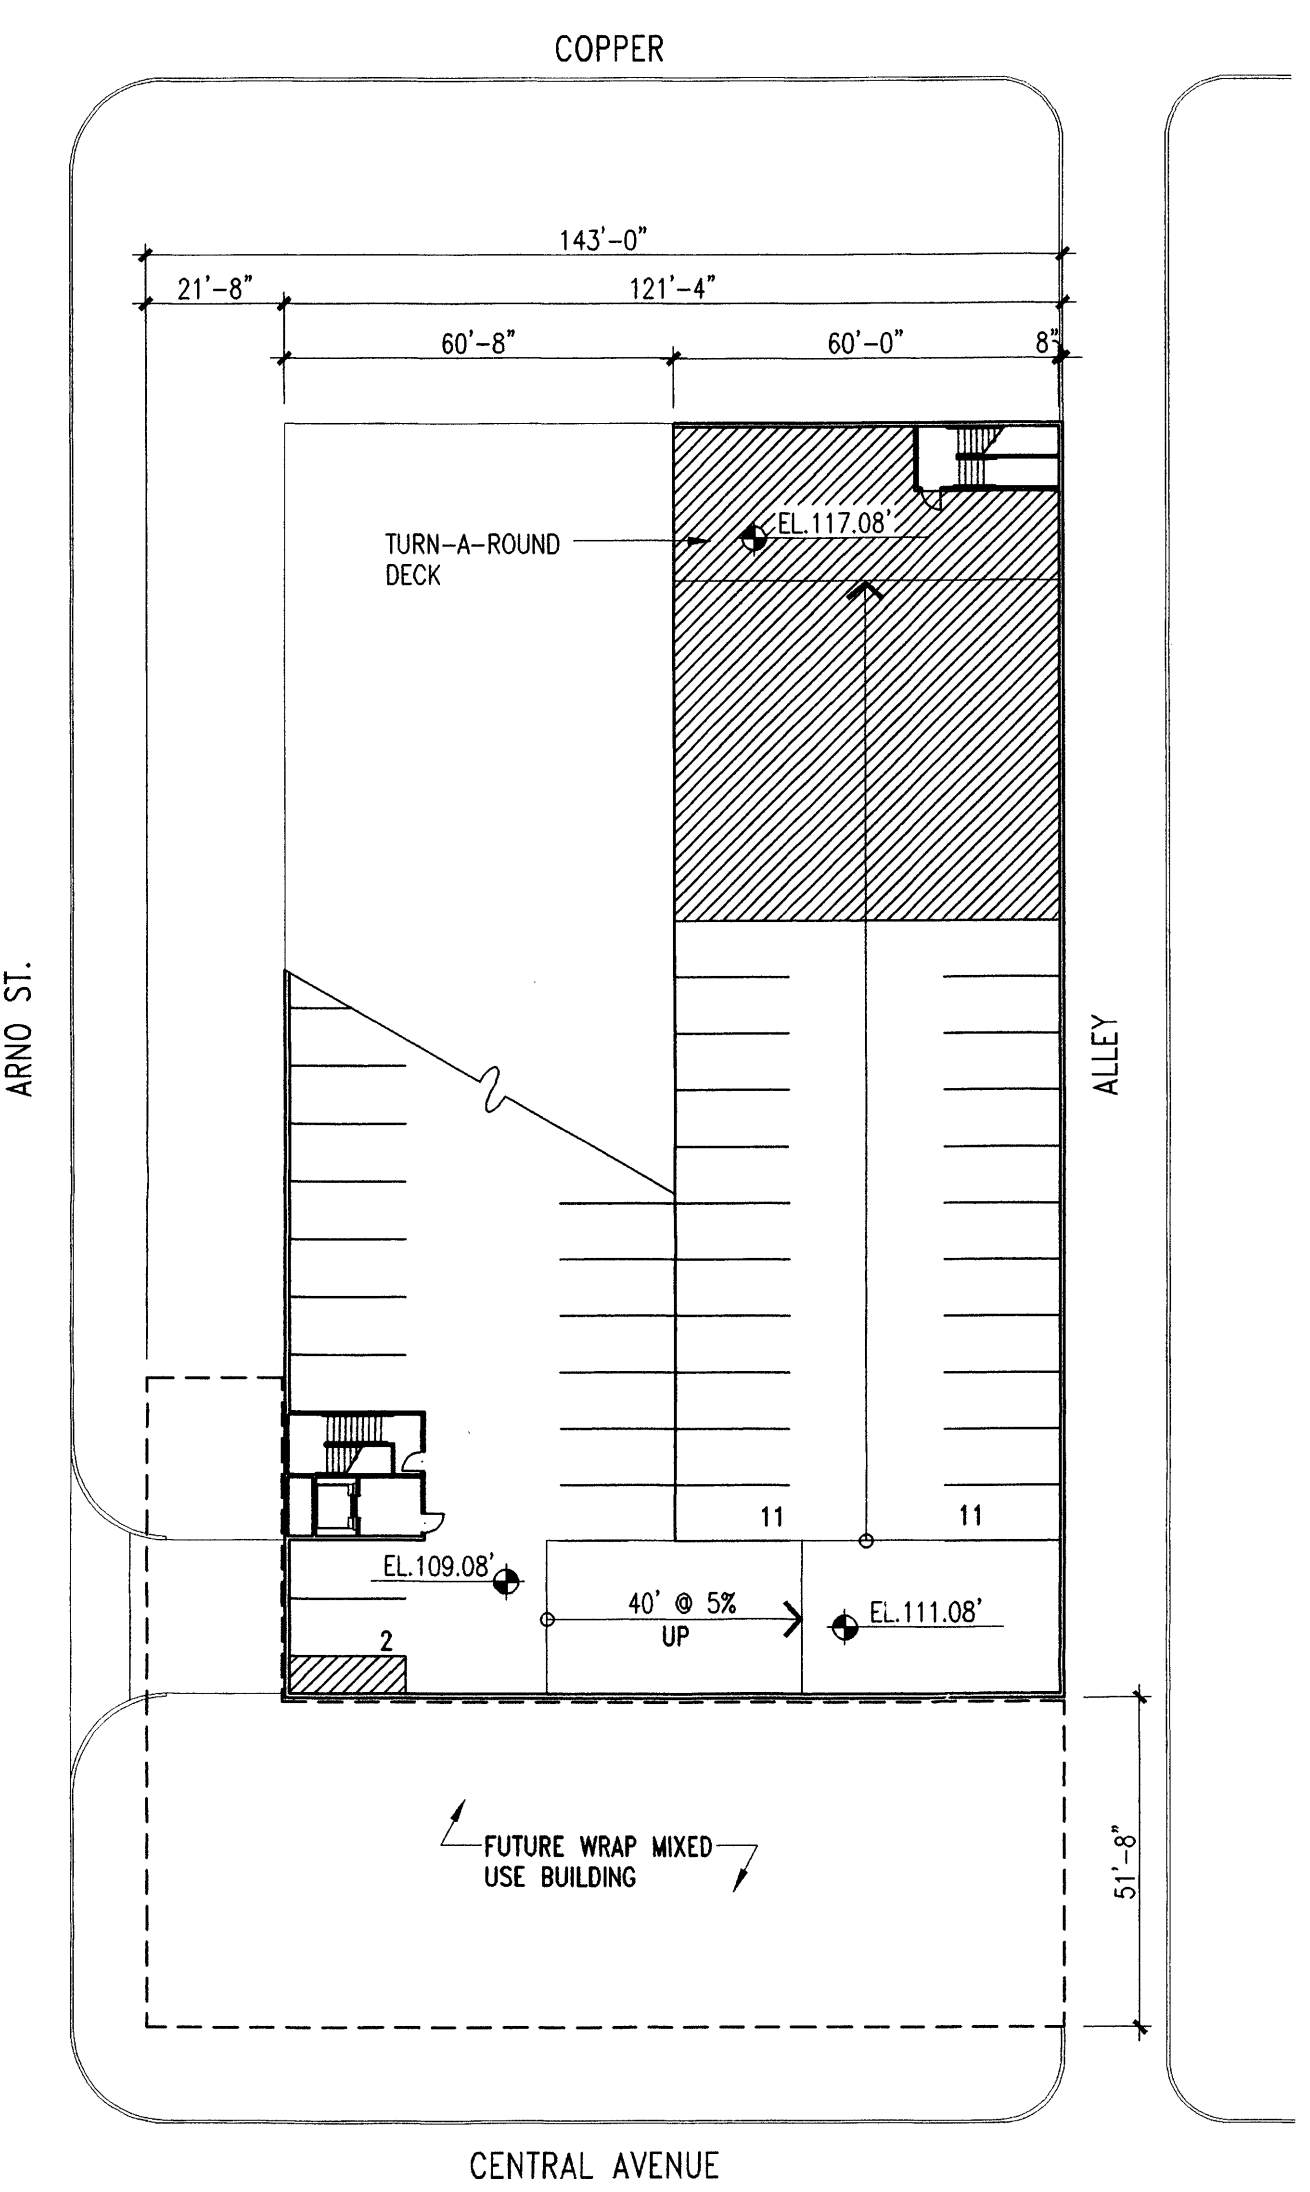 COPPER
143'-0"
21'-8"
121'-4"
60'-8"
60'-0"
8"
EL.117.08'
TURN-A-ROUND
DECK
ARNO ST.
ALLEY
11
11
EL.109.08'
40' @ 5%
UP
EL.111.08'
2
FUTURE WRAP MIXED
USE BUILDING
51'-8"
CENTRAL AVENUE